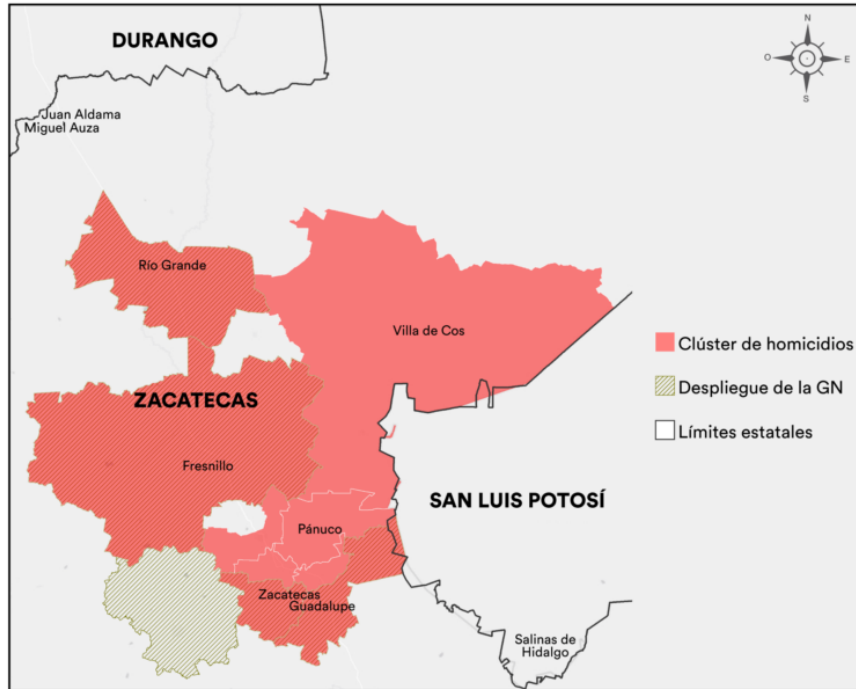 DURANGO
N
O
E
S
Juan Aldama
Miguel Auza
Río Grande
Villa de Cos
Clúster de homicidios
Despliegue de la GN
Límites estatales
ZACATECAS
Fresnillo
SAN LUIS POTOSÍ
Pánuco
Zacatecas
Guadalupe
Salinas de
Hidalgo